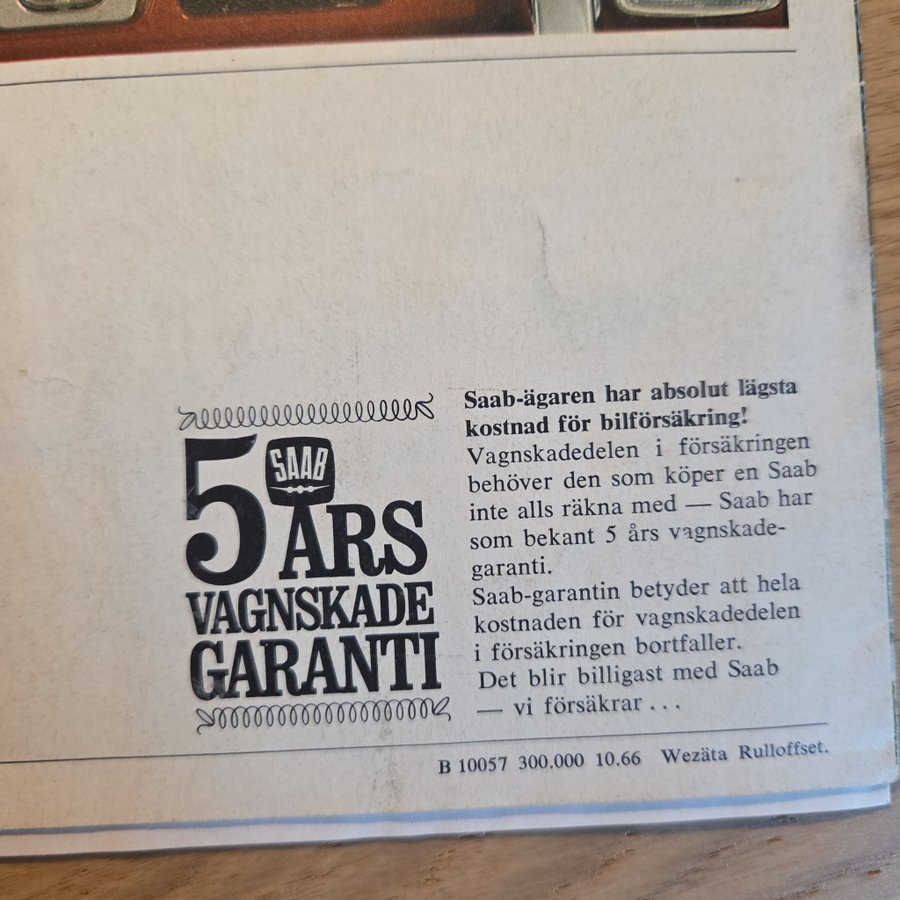 5 SAAB
ÅRS
VAGNSKADE
GARANTI
Saab-ägaren har absolut lägsta
kostnad för bilförsäkring!
Vagnskadedelen i försäkringen
behöver den som köper en Saab
inte alls räkna med — Saab har
som bekant 5 års vagnskade-
garanti.
Saab-garantin betyder att hela
kostnaden för vagnskadedelen
i försäkringen bortfaller.
Det blir billigast med Saab
— vi försäkrar . . .
B 10057 300.000 10.66 Wezäta Rulloffset.